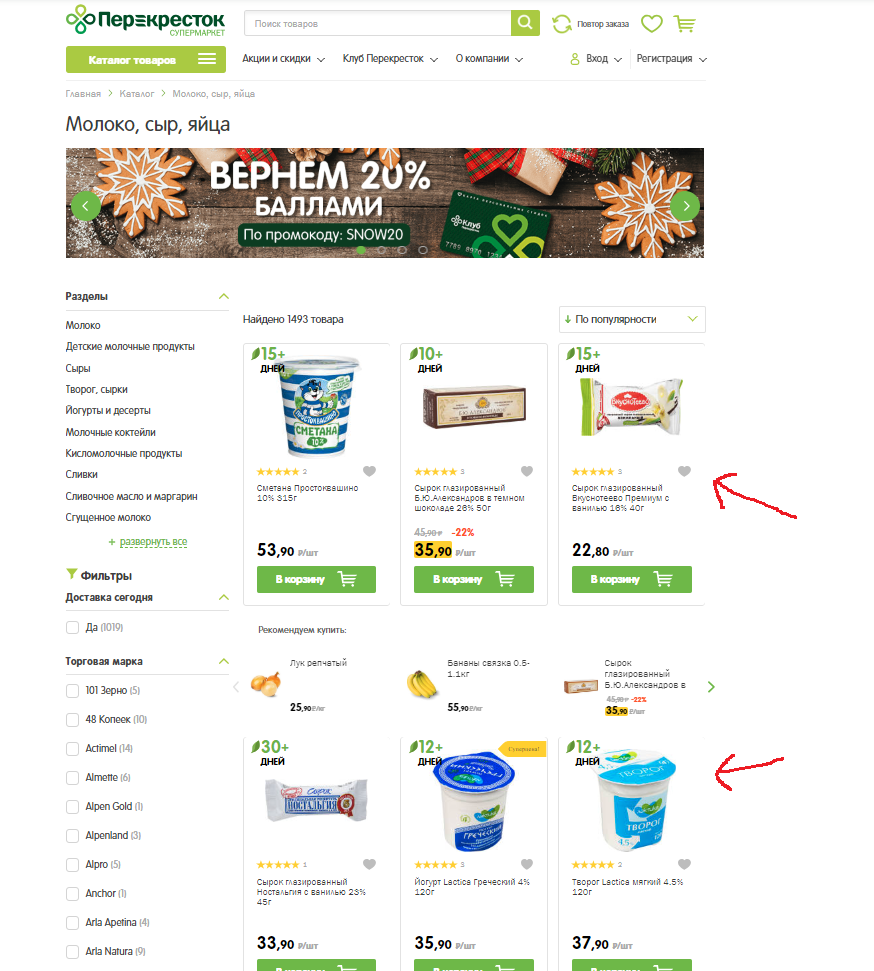 Перекресток
СУПЕРМАРКЕТ
Поиск товаров
Повтор заказа
Каталог товаров
Акции и скидки
Клуб Перекресток
О компании
Вход
Регистрация
Главная > Каталог > Молоко, сыр, яйца
Молоко, сыр, яйца
ВЕРНЕМ 20%
БАЛЛАМИ
По промокоду: SNOW20
КЛУБ
Разделы
Молоко
Детские молочные продукты
Сыры
Творог, сырки
Йогурты и десерты
Молочные коктейли
Кисломолочные продукты
Сливки
Сливочное масло и маргарин
Сгущенное молоко
+ развернуть все
Фильтры
Доставка сегодня
Да (1019)
Торговая марка
101 Зерно (5)
48 Копеек (10)
Actimel (14)
Almette (6)
Alpen Gold (1)
Alpenland (3)
Alpro (5)
Anchor (1)
Arla Apetina (4)
Arla Natura (9)
Найдено 1493 товара
По популярности
15+
ДНЕЙ
ПРОСТОКВАШИНО
СМЕТАНА
10%
2
Сметана Простоквашино
10% 315г
53,90 ₽/шт
В корзину
10+
ДНЕЙ
Б.Ю.АЛЕКСАНДРОВ
3
Сырок глазированный
Б.Ю.Александров в темном
шоколаде 26% 50г
45,90 ₽ -22%
35,90 ₽/шт
В корзину
15+
ДНЕЙ
ВКУСНОТЕЕВО
3
Сырок глазированный
Вкуснотеево Премиум с
ванилью 16% 40г
22,80 ₽/шт
В корзину
Рекомендуем купить:
Лук репчатый
25,90 ₽/кг
Бананы связка 0.5-
1.1кг
55,90 ₽/кг
Сырок
глазированный
Б.Ю.Александров в
45,90 ₽ -22%
35,90 ₽/шт
30+
ДНЕЙ
СЫРОК
НОСТАЛЬГИЯ
1
Сырок глазированный
Ностальгия с ванилью 23%
45г
33,90 ₽/шт
В корзину
12+
ДНЕЙ
Суперцена!
ГРЕЧЕСКИЙ
3
Йогурт Lactica Греческий 4%
120г
35,90 ₽/шт
В корзину
12+
ДНЕЙ
ТВОРОГ
ТВОРОГ
4,5%
2
Творог Lactica мягкий 4.5%
120г
37,90 ₽/шт
В корзину